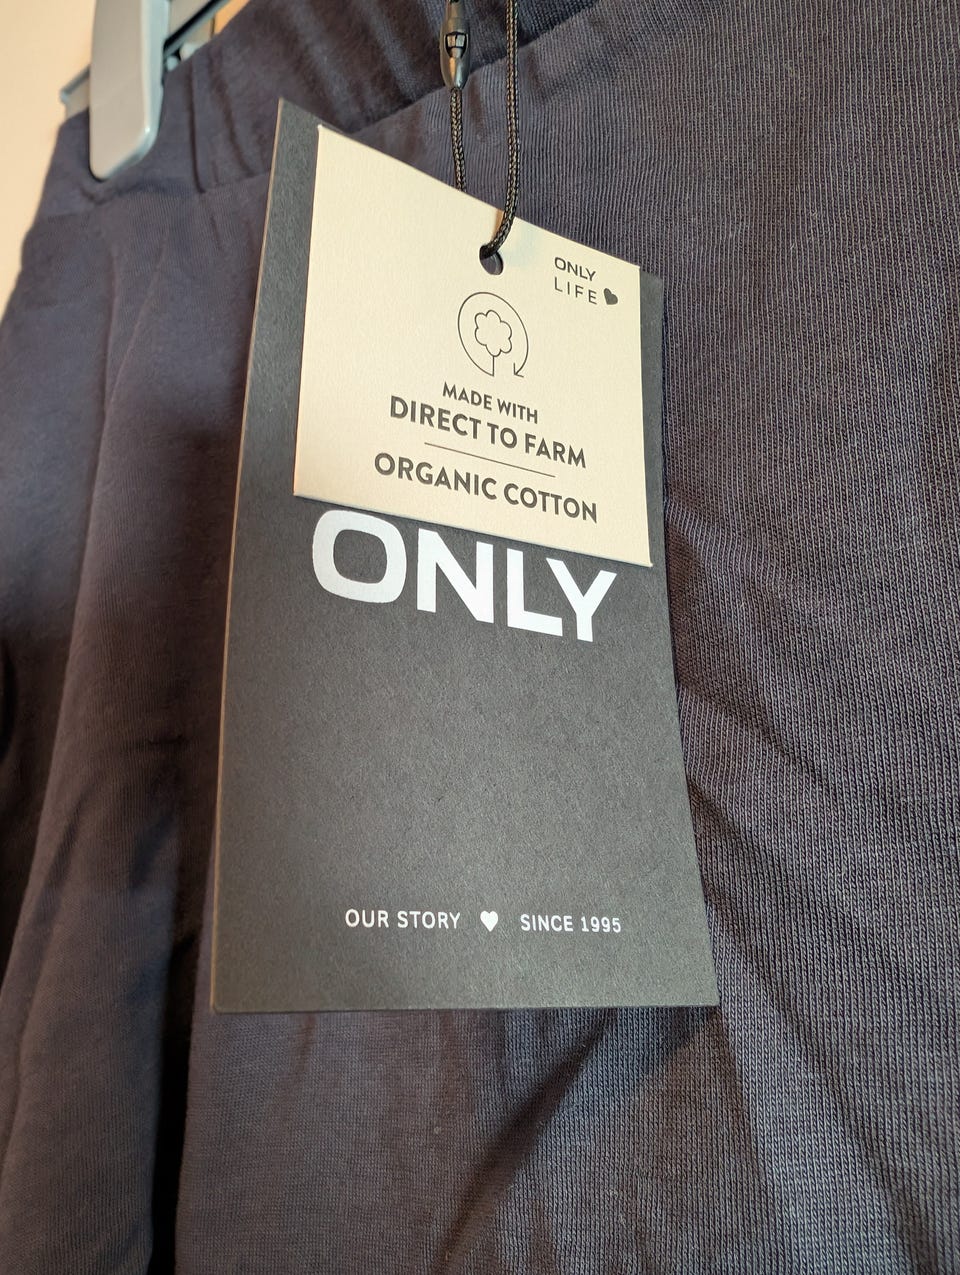 ONLY
LIFE
MADE WITH
DIRECT TO FARM
ORGANIC COTTON
ONLY
OUR STORY SINCE 1995